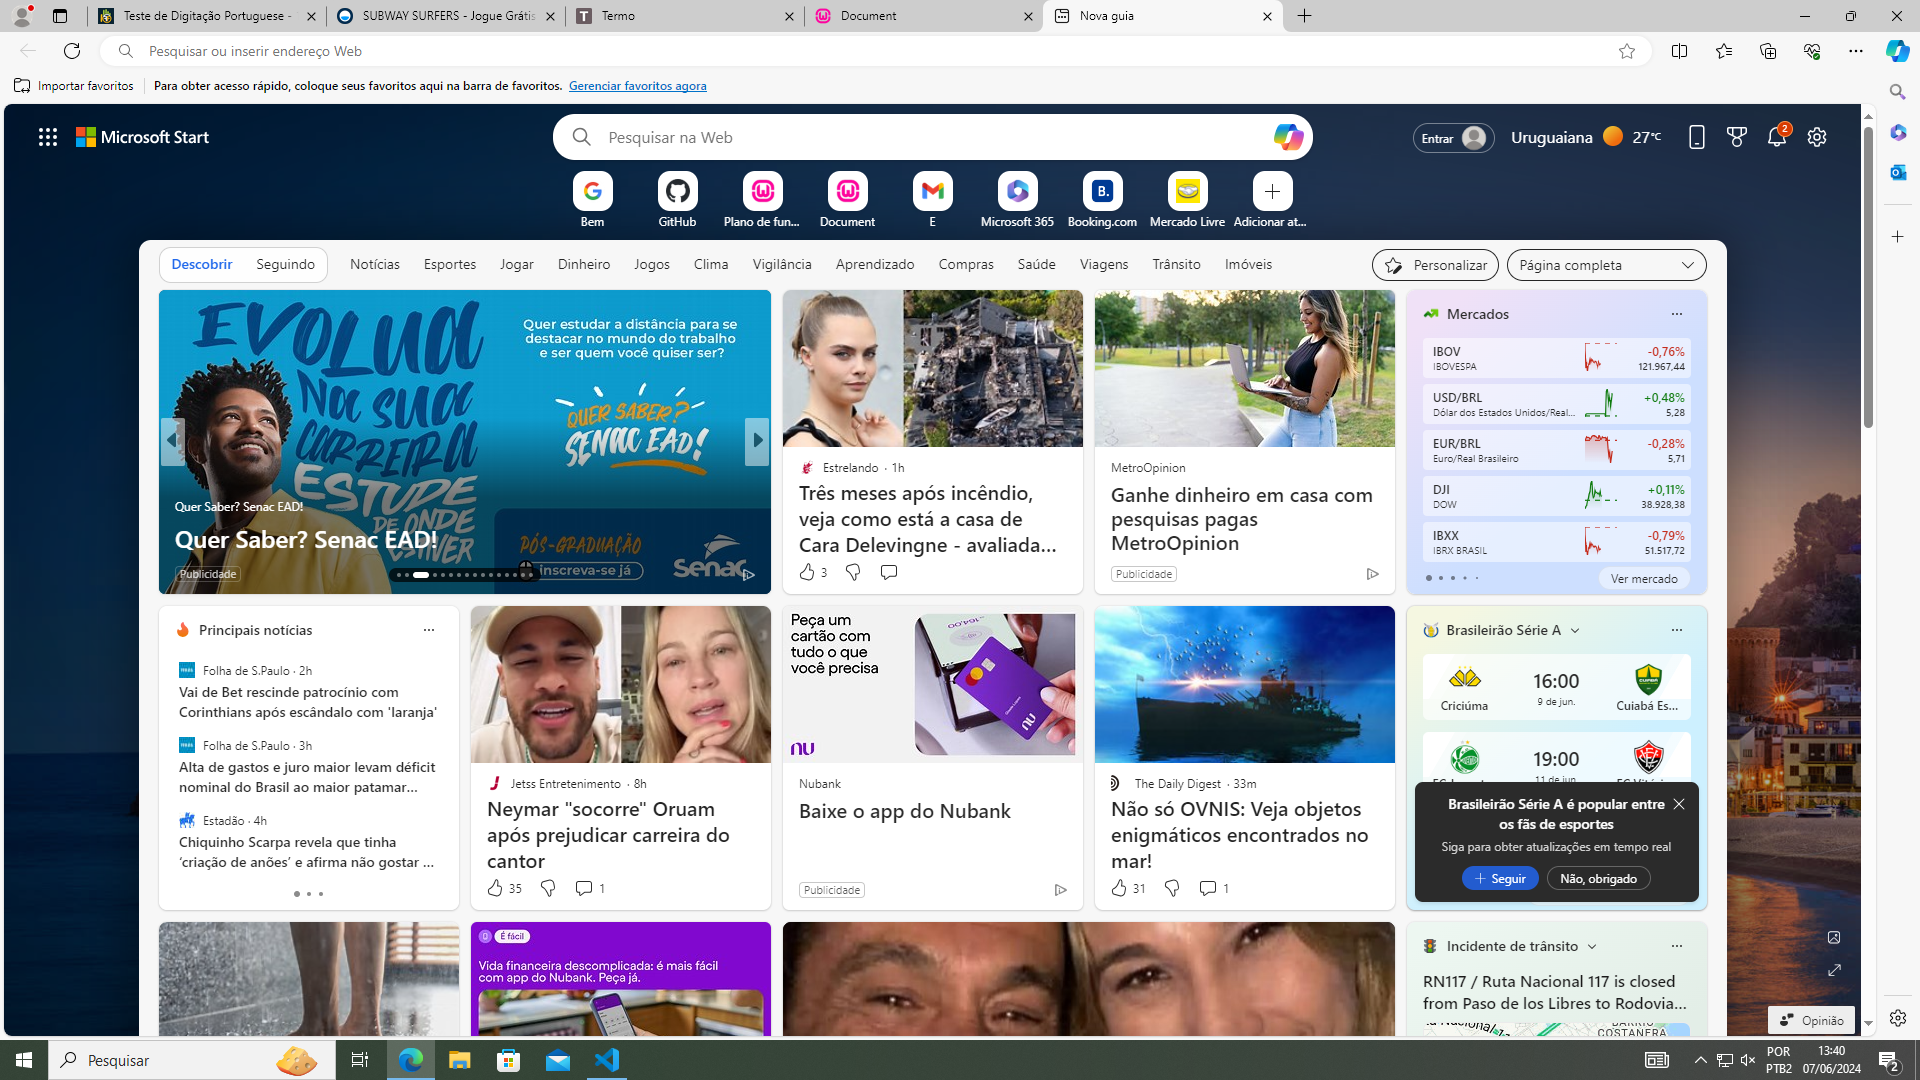 Teste de Digitação Portuguese -
SUBWAY SURFERS - Jogue Grátis
Termo
Document
Nova guia
Pesquisar ou inserir endereço Web
Importar favoritos
Para obter acesso rápido, coloque seus favoritos aqui na barra de favoritos. Gerenciar favoritos agora
Microsoft Start
Pesquisar na Web
Entrar
Uruguaiana
27°C
2
Bem
GitHub
Plano de fun...
Document
E
Microsoft 365
Booking.com
Mercado Livre
Adicionar at...
Descobrir
Seguindo
Notícias
Esportes
Jogar
Dinheiro
Jogos
Clima
Vigilância
Aprendizado
Compras
Saúde
Viagens
Trânsito
Imóveis
Personalizar
Página completa
EVOLUA
NA SUA
CARREIRA
ESTUDE
DE ONDE
ESTIVER
Quer estudar a distância para se
destacar no mundo do trabalho
e ser quem você quiser ser?
QUER SABER?
SENAC EAD!
PÓS-GRADUAÇÃO
inscreva-se já
Senac
Quer Saber? Senac EAD!
Quer Saber? Senac EAD!
Publicidade
Estrelando · 1h
Três meses após incêndio,
veja como está a casa de
Cara Delevingne - avaliada...
3
MetroOpinion
Ganhe dinheiro em casa com
pesquisas pagas
MetroOpinion
Publicidade
Mercados
IBOV
IBOVESPA
-0,76%
121.967,44
USD/BRL
Dólar dos Estados Unidos/Real...
+0,48%
5,28
EUR/BRL
Euro/Real Brasileiro
-0,28%
5,71
DJI
DOW
+0,11%
38.928,38
IBXX
IBRX BRASIL
-0,79%
51.517,72
Ver mercado
Principais notícias
Folha de S.Paulo · 2h
Vai de Bet rescinde patrocínio com
Corinthians após escândalo com 'laranja'
Folha de S.Paulo · 3h
Alta de gastos e juro maior levam déficit
nominal do Brasil ao maior patamar...
Estadão · 4h
Chiquinho Scarpa revela que tinha
‘criação de anões’ e afirma não gostar ...
Jetss Entretenimento · 8h
Neymar "socorre" Oruam
após prejudicar carreira do
cantor
35
1
Peça um
cartão com
tudo o que
você precisa
nu
Nubank
Baixe o app do Nubank
Publicidade
The Daily Digest · 33m
Não só OVNIS: Veja objetos
enigmáticos encontrados no
mar!
31
1
Brasileirão Série A
Criciúma
16:00
9 de jun.
Cuiabá Es...
19:00
11 de jun.
Brasileirão Série A é popular entre
os fãs de esportes
Siga para obter atualizações em tempo real
Seguir
Não, obrigado
É fácil
Vida financeira descomplicada: é mais fácil
com app do Nubank. Peça já.
Incidente de trânsito
RN117 / Ruta Nacional 117 is closed
from Paso de los Libres to Rodovia...
COSTANERA
Opinião
Pesquisar
POR
PTB2
13:40
07/06/2024
2